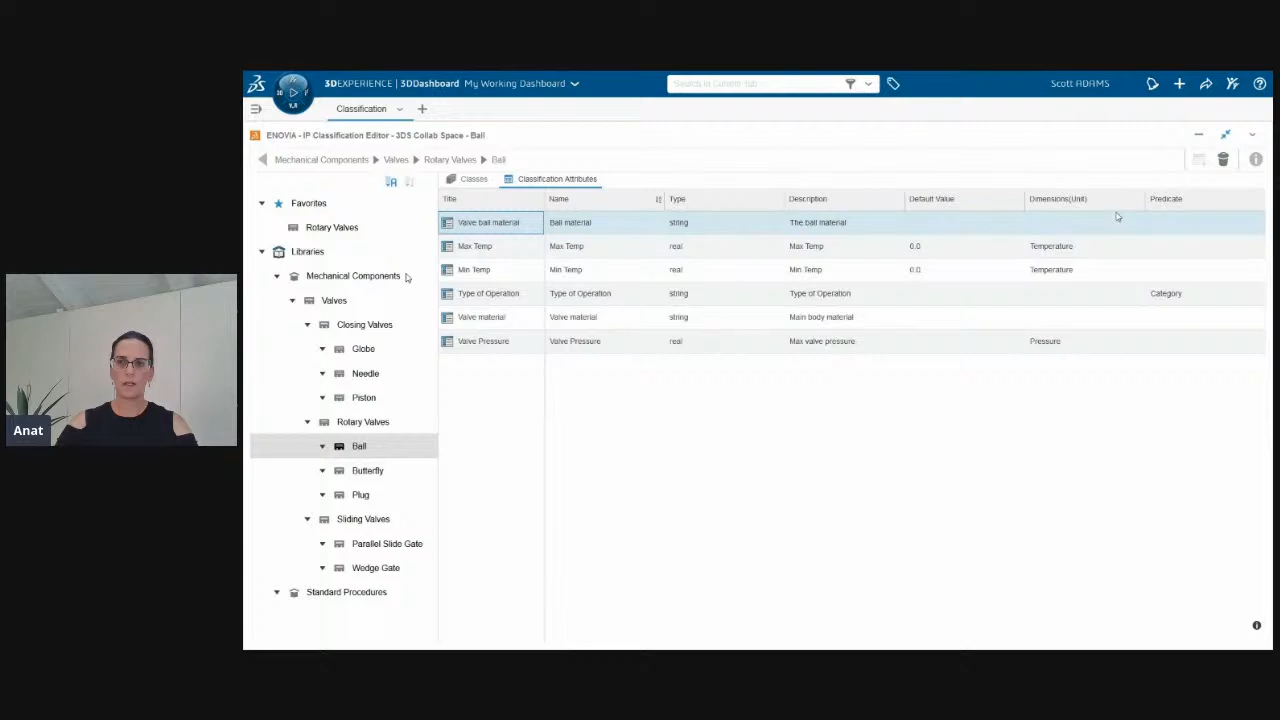 3DEXPERIENCE | 3DDashboard My Working Dashboard
Search in Current Tab
Scott ADAMS
Classification
ENOVIA - IP Classification Editor - 3DS Collab Space - Ball
Mechanical Components Valves Rotary Valves Ball
Classes Classification Attributes
Title Name Type Description Default Value Dimensions(Unit) Predicate
Valve ball material Ball material string The ball material
Max Temp Max Temp real Max Temp 0.0 Temperature
Min Temp Min Temp real Min Temp 0.0 Temperature
Type of Operation Type of Operation string Type of Operation Category
Valve material Valve material string Main body material
Valve Pressure Valve Pressure real Max valve pressure Pressure
Favorites
Rotary Valves
Libraries
Mechanical Components
Valves
Closing Valves
Globe
Needle
Piston
Rotary Valves
Ball
Butterfly
Plug
Sliding Valves
Parallel Slide Gate
Wedge Gate
Standard Procedures
Anat